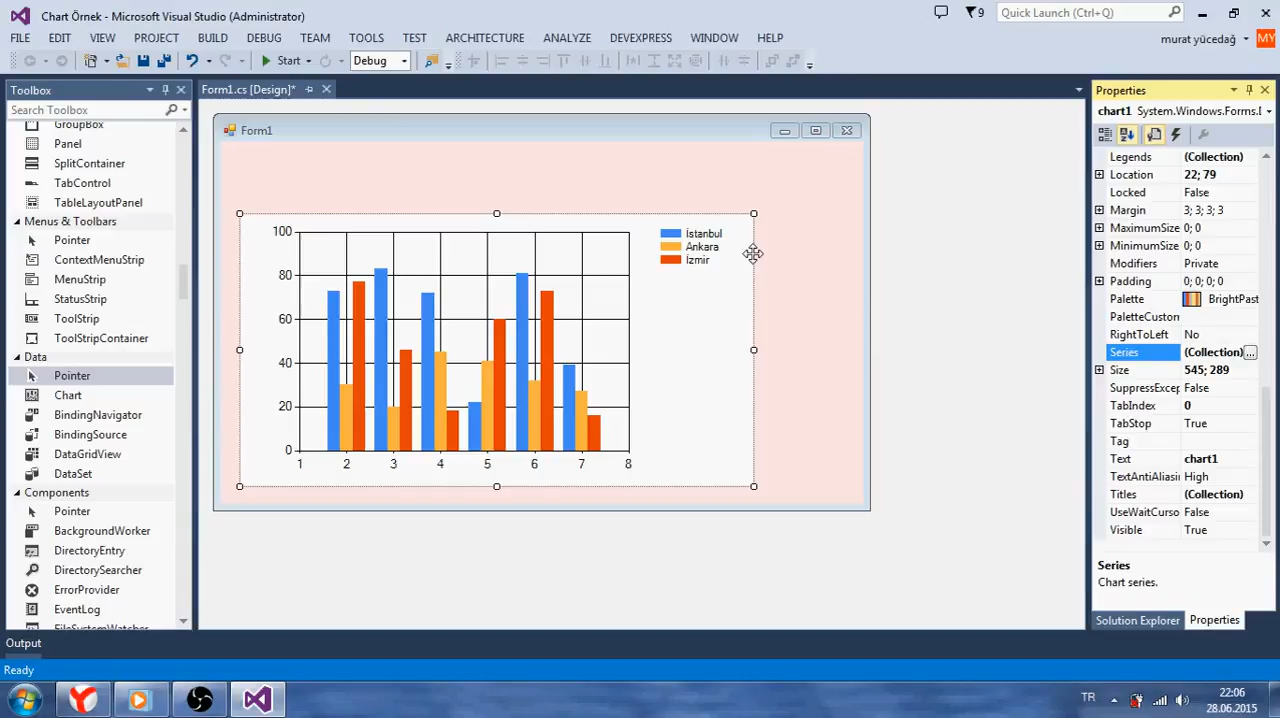 Chart Örnek - Microsoft Visual Studio (Administrator)
9
Quick Launch (Ctrl+Q)
FILE EDIT VIEW PROJECT BUILD DEBUG TEAM TOOLS TEST ARCHITECTURE ANALYZE DEVEXPRESS WINDOW HELP
murat yücedağ MY
Start Debug
Toolbox
Search Toolbox
GroupBox
Panel
SplitContainer
TabControl
TableLayoutPanel
Menus & Toolbars
Pointer
ContextMenuStrip
MenuStrip
StatusStrip
ToolStrip
ToolStripContainer
Data
Pointer
Chart
BindingNavigator
BindingSource
DataGridView
DataSet
Components
Pointer
BackgroundWorker
DirectoryEntry
DirectorySearcher
ErrorProvider
EventLog
FileSystemWatcher
Form1.cs [Design]*
Form1
100
80
60
40
20
0
1 2 3 4 5 6 7 8
İstanbul
Ankara
İzmir
Properties
chart1 System.Windows.Forms.
Legends (Collection)
Location 22; 79
Locked False
Margin 3; 3; 3; 3
MaximumSize 0; 0
MinimumSize 0; 0
Modifiers Private
Padding 0; 0; 0; 0
Palette BrightPast
PaletteCustom
RightToLeft No
Series (Collection) ...
Size 545; 289
SuppressExcep False
TabIndex 0
TabStop True
Tag
Text chart1
TextAntiAliasin High
Titles (Collection)
UseWaitCurso False
Visible True
Series
Chart series.
Solution Explorer Properties
Output
Ready
TR
22:06
28.06.2015